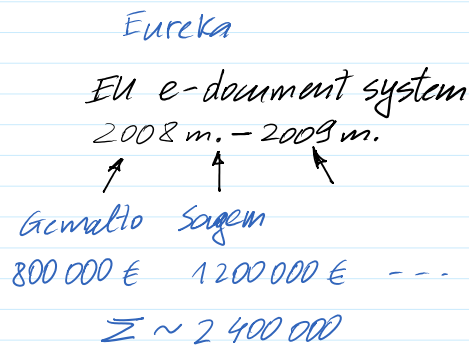 Eureka
EU e-document system
2008 m. – 2009 m.
Gemalto Sagem
800 000 € 1 200 000 € - - -
Σ ~ 2 400 000